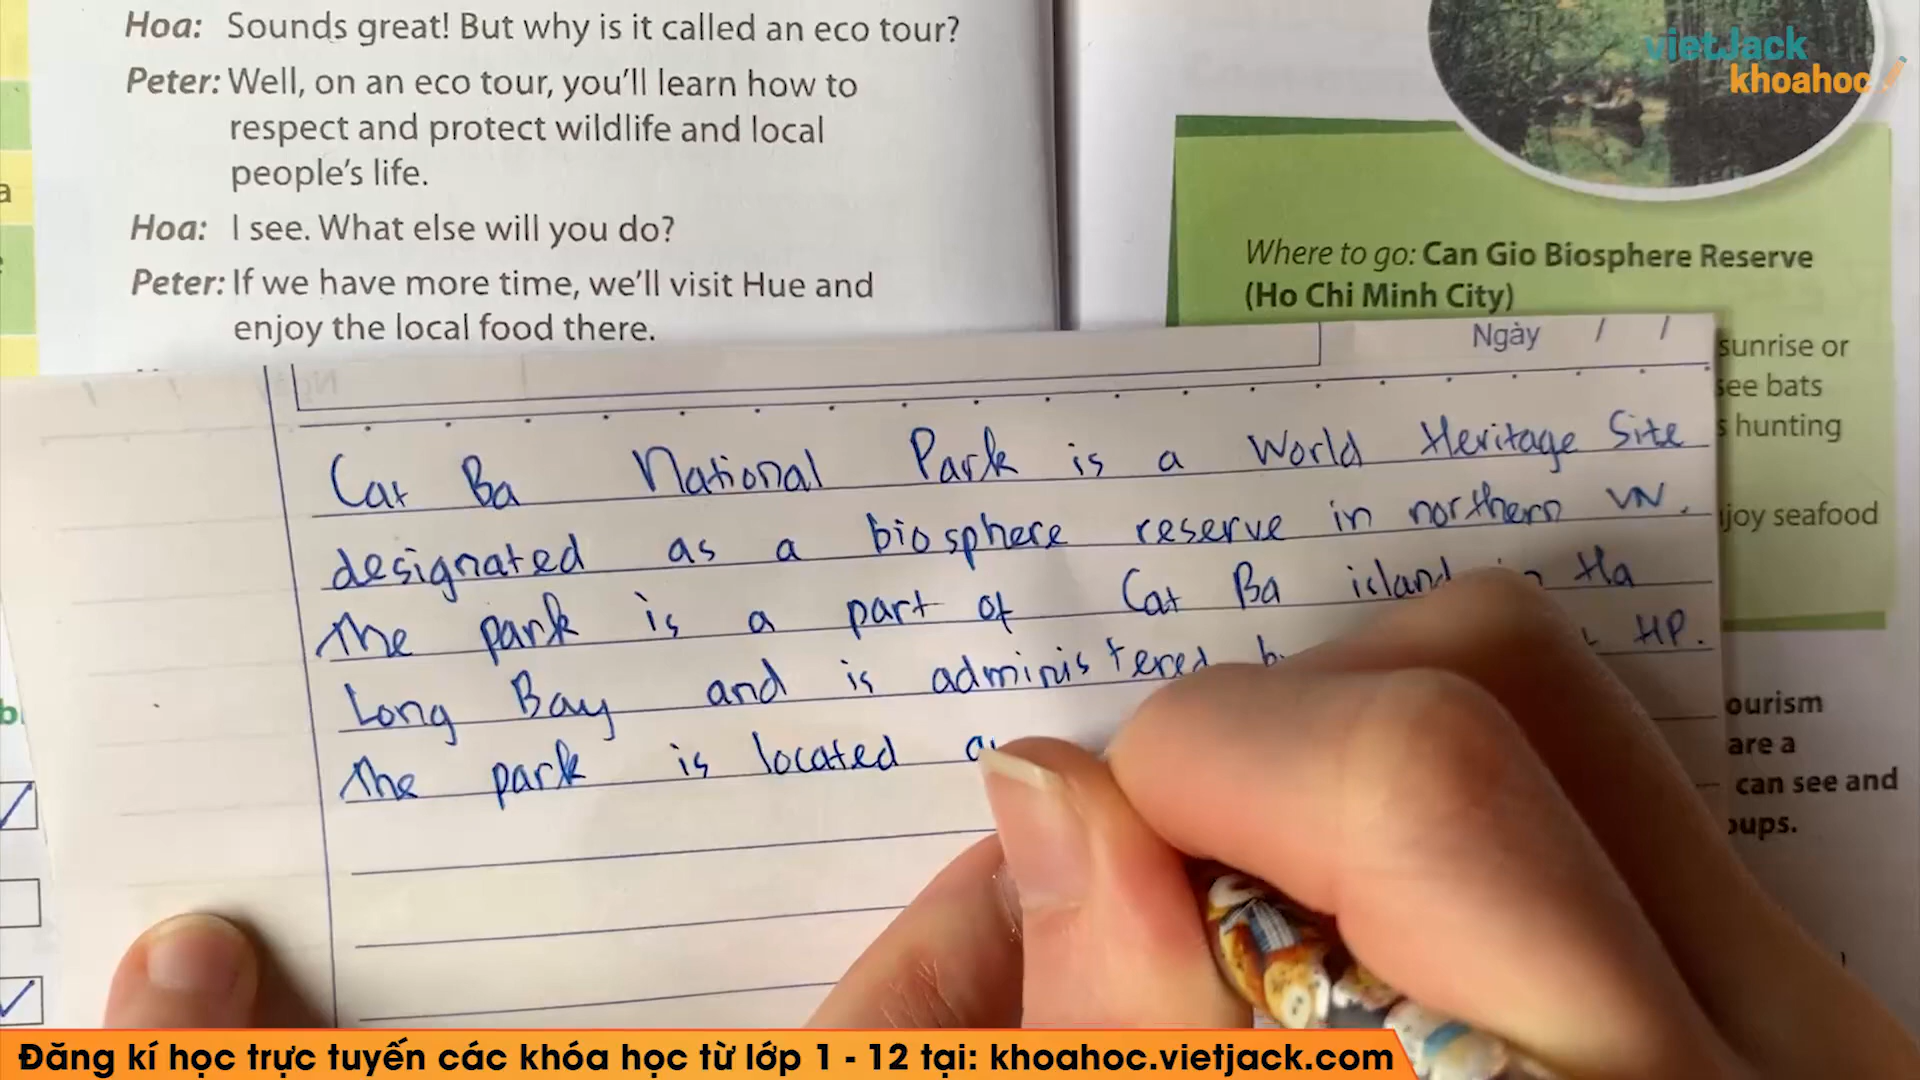 Hoa: Sounds great! But why is it called an eco tour?
Peter: Well, on an eco tour, you'll learn how to
respect and protect wildlife and local
people's life.
Hoa: I see. What else will you do?
Peter: If we have more time, we'll visit Hue and
enjoy the local food there.
vietJack
khoahoc
Where to go: Can Gio Biosphere Reserve
(Ho Chi Minh City)
sunrise or
see bats
hunting
seafood
ourism
are a
can see and
oups.
Ngày / /
Cat Ba National Park is a World Heritage Site
designated as a biosphere reserve in northern VN.
The park is a part of Cat Ba island in Ha
Long Bay and is administered HP.
The park is located
Đăng kí học trực tuyến các khóa học từ lớp 1 - 12 tại: khoahoc.vietjack.com